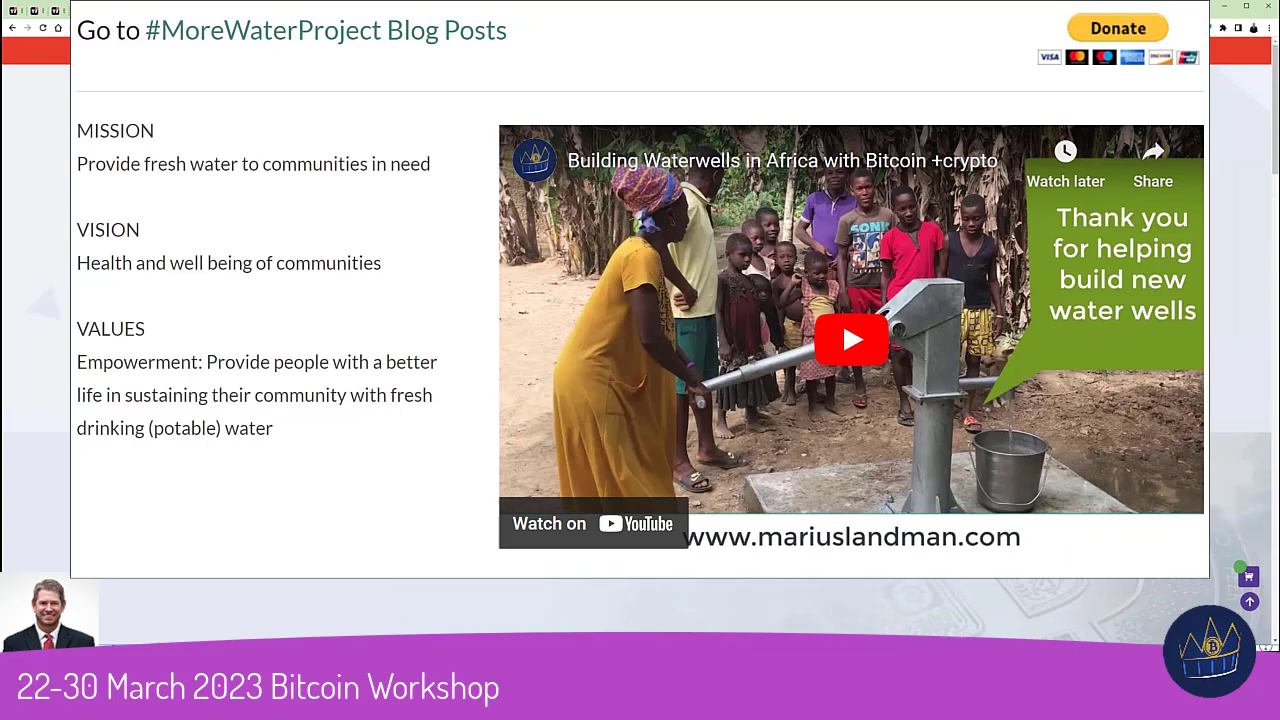 Go to #MoreWaterProject Blog Posts
Donate
VISA
MISSION
Provide fresh water to communities in need
VISION
Health and well being of communities
VALUES
Empowerment: Provide people with a better
life in sustaining their community with fresh
drinking (potable) water
Building Waterwells in Africa with Bitcoin +crypto
Watch later
Share
Thank you
for helping
build new
water wells
SONIC
Watch on YouTube
www.mariuslandman.com
22-30 March 2023 Bitcoin Workshop